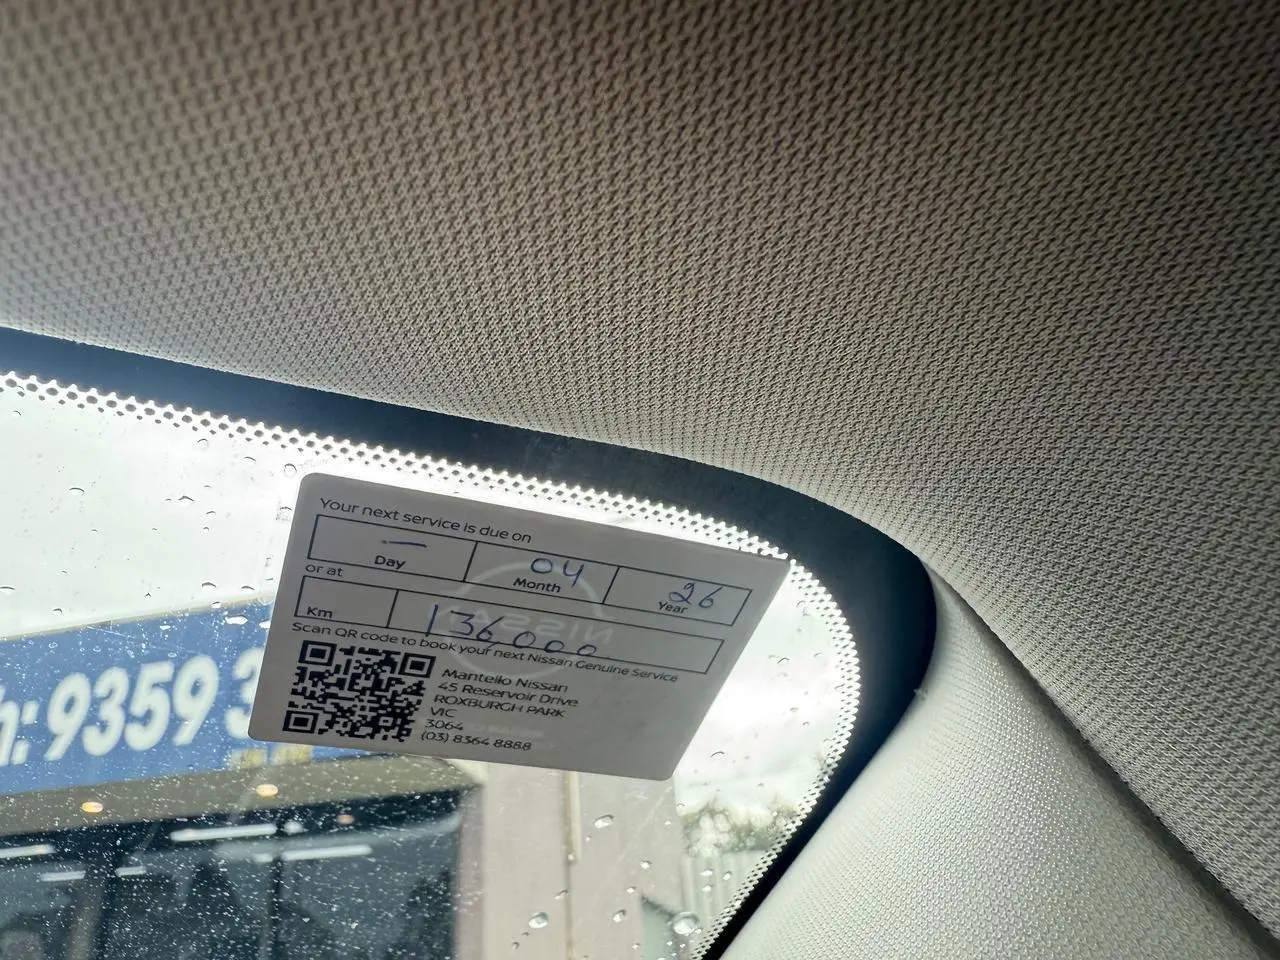 Your next service is due on
— 04 26
Day Month Year
or at
Km 136000
Scan QR code to book your next Nissan Genuine Service
Mantello Nissan
45 Reservoir Drive
ROXBURGH PARK
VIC
3064
(03) 8364 8888
NISSAN
h: 9359 3